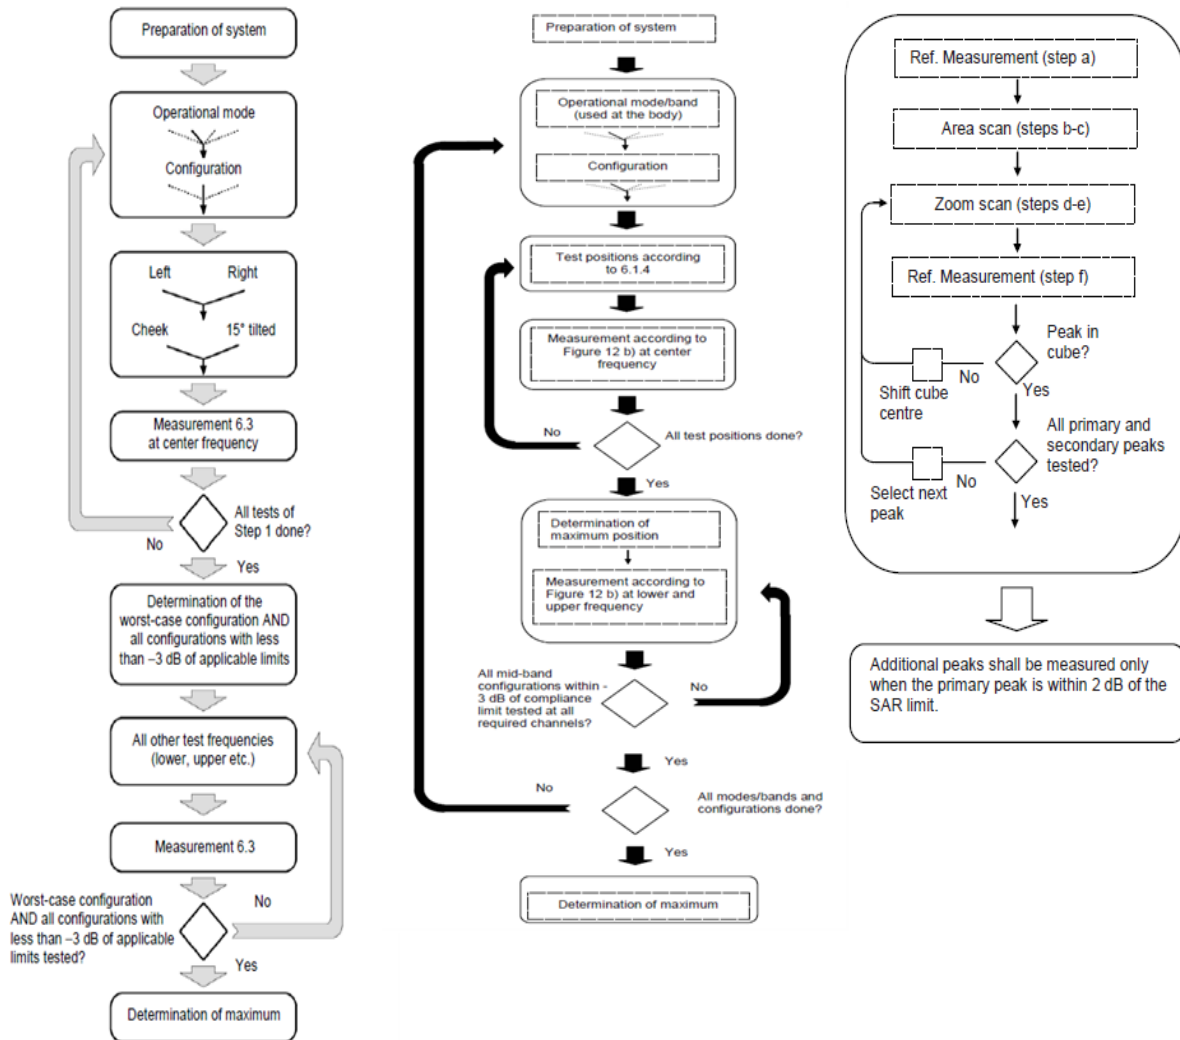 Preparation of system
Operational mode
Configuration
Left Right
Cheek 15° tilted
Measurement 6.3
at center frequency
All tests of
Step 1 done?
No
Yes
Determination of the
worst-case configuration AND
all configurations with less
than –3 dB of applicable limits
All other test frequencies
(lower, upper etc.)
Measurement 6.3
Worst-case configuration
AND all configurations with
less than –3 dB of applicable
limits tested?
No
Yes
Determination of maximum
Preparation of system
Operational mode/band
(used at the body)
Configuration
Test positions according
to 6.1.4
Measurement according to
Figure 12 b) at center
frequency
No
All test positions done?
Yes
Determination of
maximum position
Measurement according to
Figure 12 b) at lower and
upper frequency
All mid-band
configurations within -
3 dB of compliance
limit tested at all
required channels?
No
Yes
No
All modes/bands and
configurations done?
Yes
Determination of maximum
Ref. Measurement (step a)
Area scan (steps b-c)
Zoom scan (steps d-e)
Ref. Measurement (step f)
Peak in
cube?
No
Yes
Shift cube
centre
All primary and
secondary peaks
tested?
No
Yes
Select next
peak
Additional peaks shall be measured only
when the primary peak is within 2 dB of the
SAR limit.